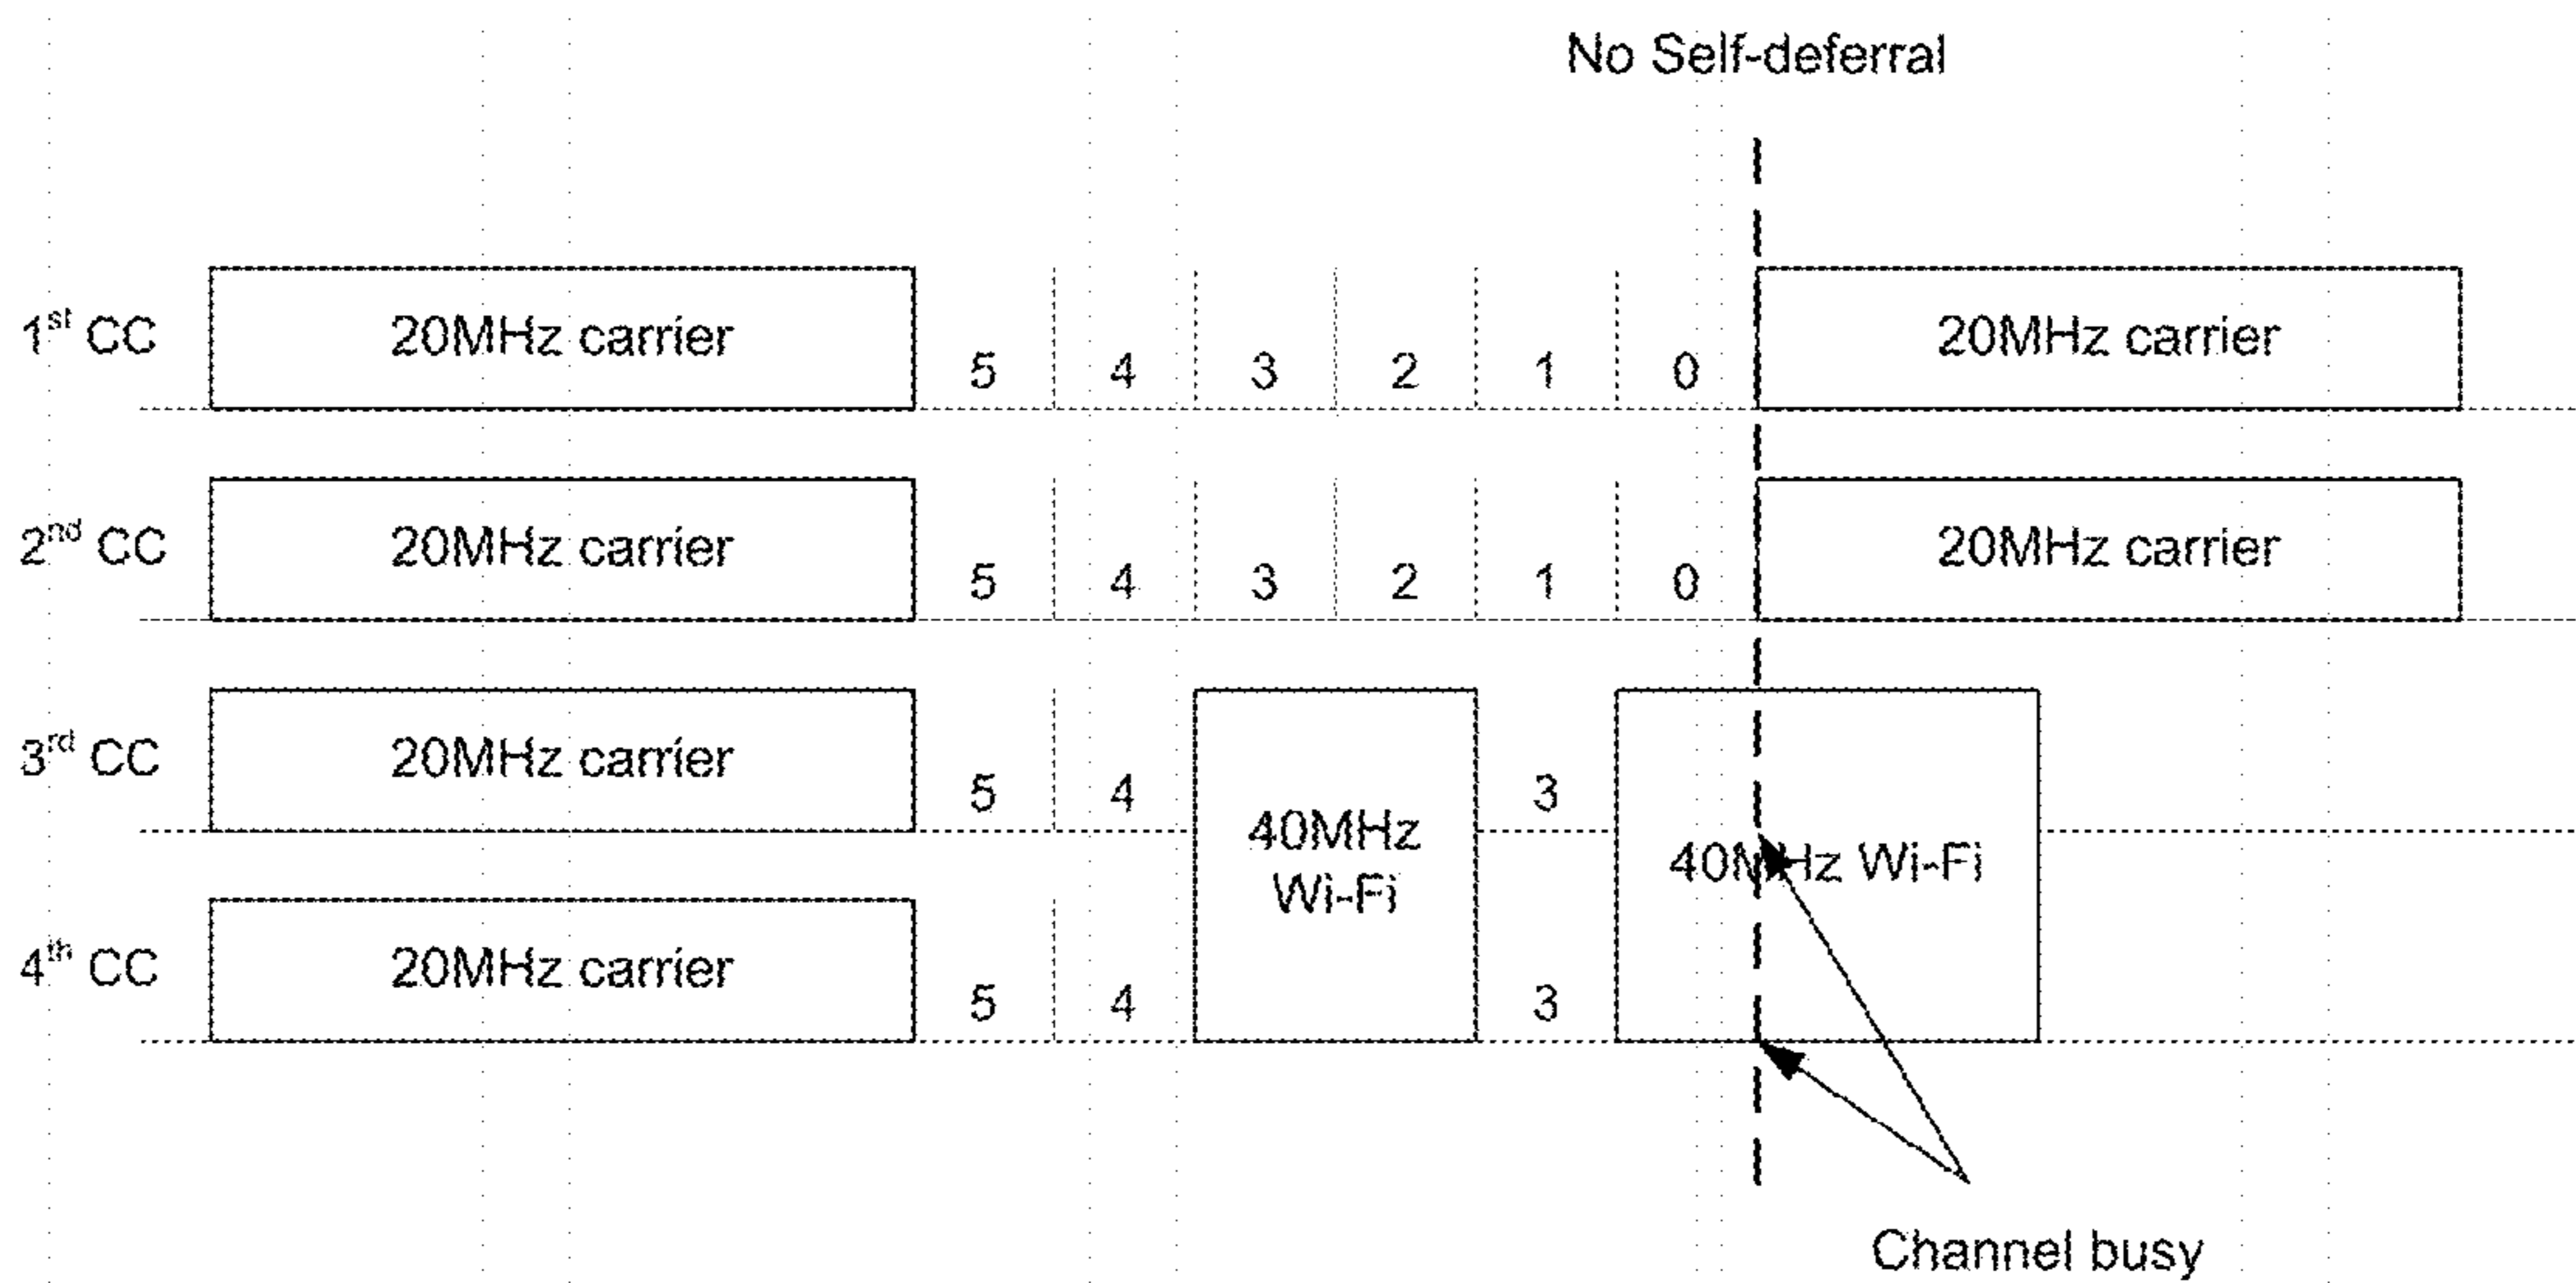 No Self-deferral
1st CC 20MHz carrier 5 4 3 2 1 0 20MHz carrier
2nd CC 20MHz carrier 5 4 3 2 1 0 20MHz carrier
3rd CC 20MHz carrier 5 4 3
40MHz
Wi-Fi
40MHz Wi-Fi
4th CC 20MHz carrier 5 4 3
Channel busy